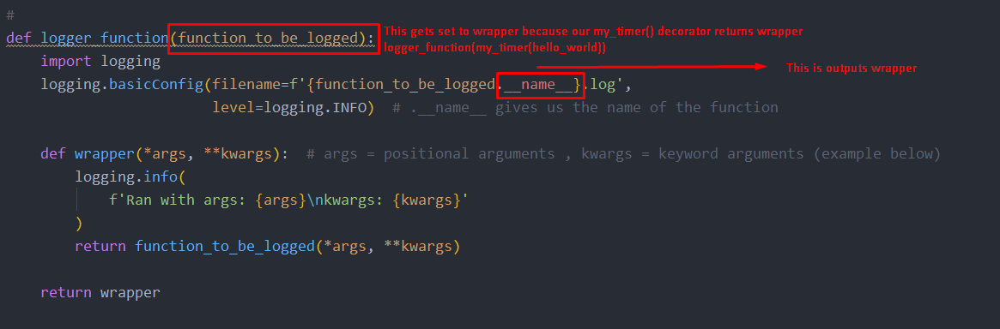 #
def logger_function(function_to_be_logged): This gets set to wrapper because our my_timer() decorator returns wrapper
logger_function(my_timer(hello_world))
import logging
This is outputs wrapper
logging.basicConfig(filename=f'{function_to_be_logged.__name__}.log',
level=logging.INFO) # .__name__ gives us the name of the function
def wrapper(*args, **kwargs): # args = positional arguments , kwargs = keyword arguments (example below)
logging.info(
f'Ran with args: {args}\nkwargs: {kwargs}'
)
return function_to_be_logged(*args, **kwargs)
return wrapper